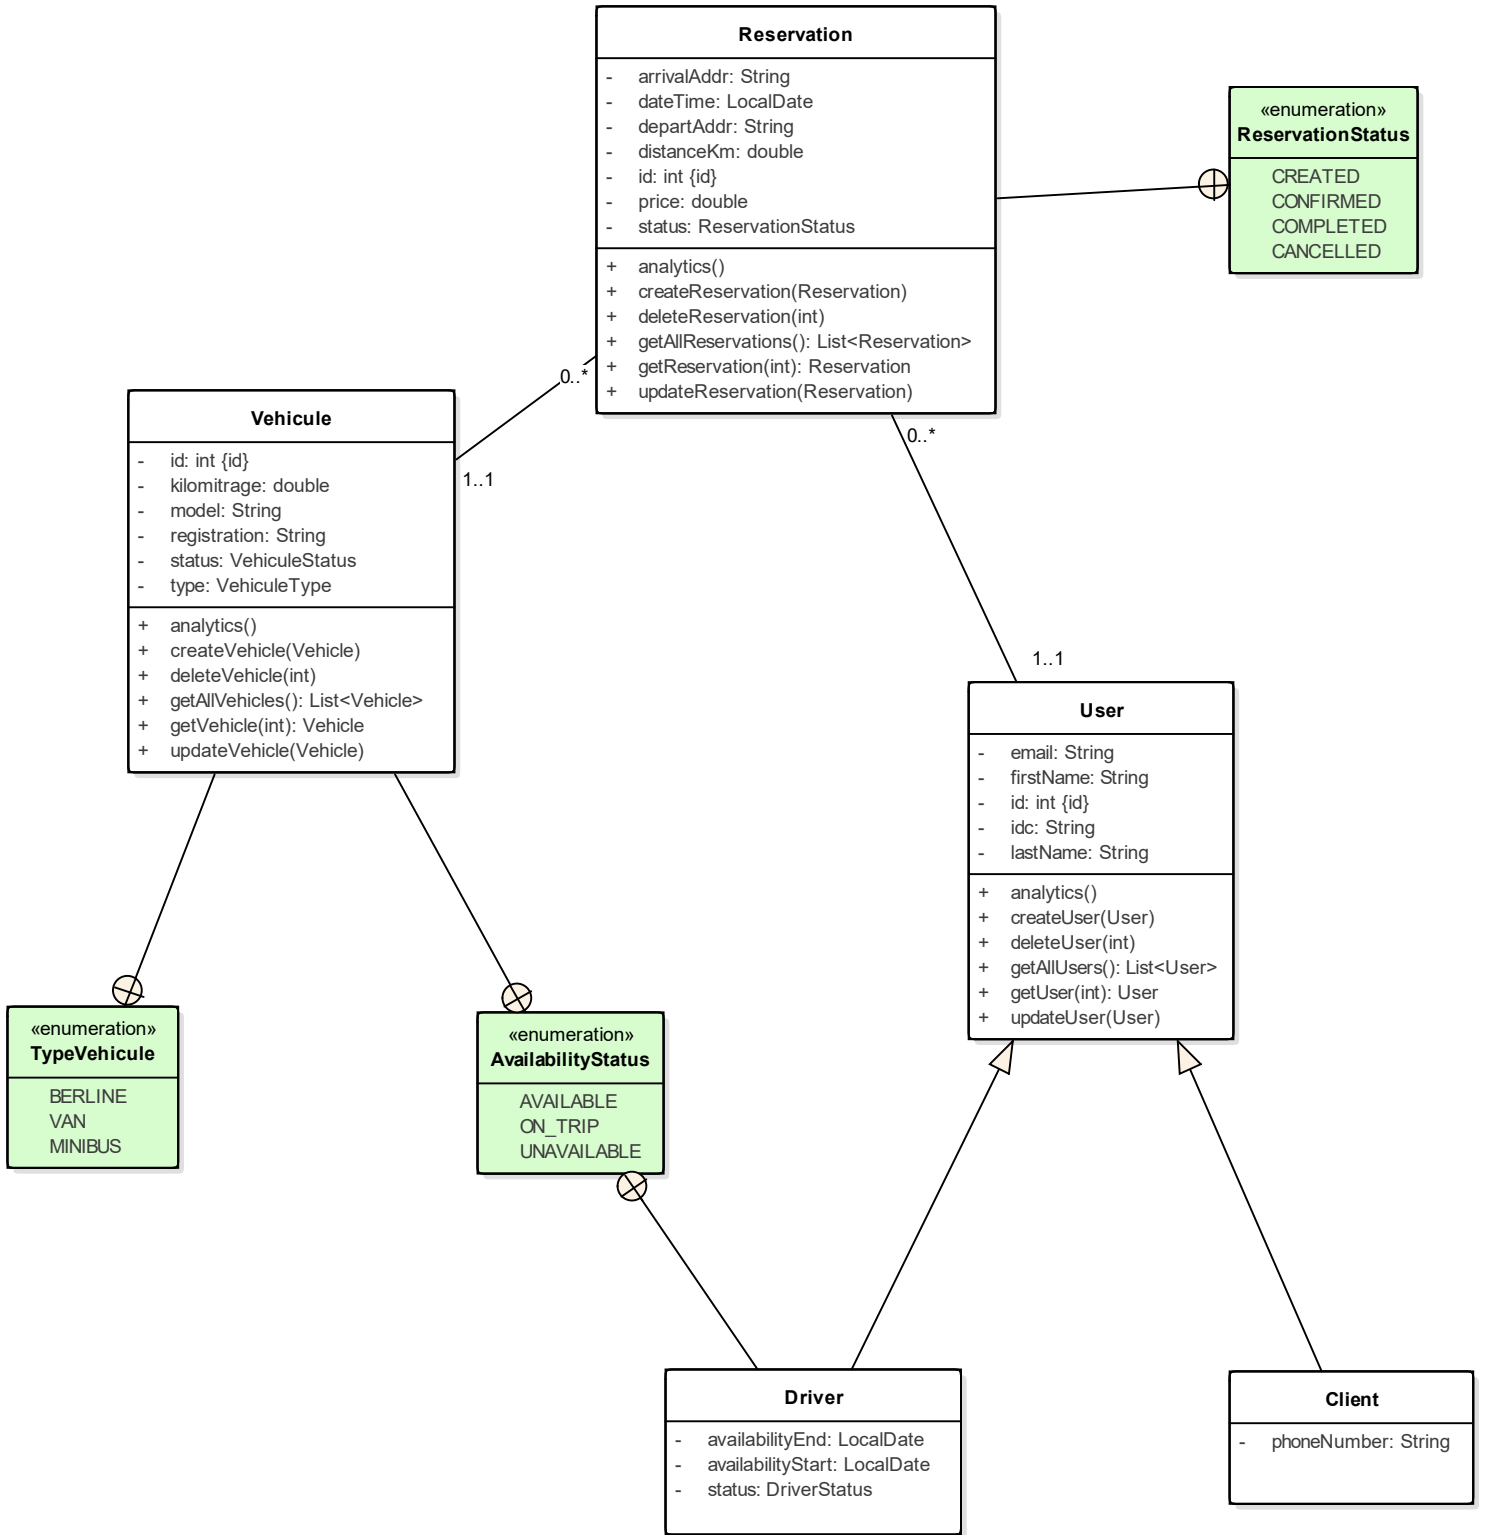 Reservation
- arrivalAddr: String
- dateTime: LocalDate
- departAddr: String
- distanceKm: double
- id: int {id}
- price: double
- status: ReservationStatus
+ analytics()
+ createReservation(Reservation)
+ deleteReservation(int)
+ getAllReservations(): List<Reservation>
+ getReservation(int): Reservation
+ updateReservation(Reservation)
«enumeration»
ReservationStatus
CREATED
CONFIRMED
COMPLETED
CANCELLED
0..*
1..1
0..*
1..1
Vehicule
- id: int {id}
- kilomitrage: double
- model: String
- registration: String
- status: VehiculeStatus
- type: VehiculeType
+ analytics()
+ createVehicle(Vehicle)
+ deleteVehicle(int)
+ getAllVehicles(): List<Vehicle>
+ getVehicle(int): Vehicle
+ updateVehicle(Vehicle)
User
- email: String
- firstName: String
- id: int {id}
- idc: String
- lastName: String
+ analytics()
+ createUser(User)
+ deleteUser(int)
+ getAllUsers(): List<User>
+ getUser(int): User
+ updateUser(User)
«enumeration»
TypeVehicule
BERLINE
VAN
MINIBUS
«enumeration»
AvailabilityStatus
AVAILABLE
ON_TRIP
UNAVAILABLE
Driver
- availabilityEnd: LocalDate
- availabilityStart: LocalDate
- status: DriverStatus
Client
- phoneNumber: String